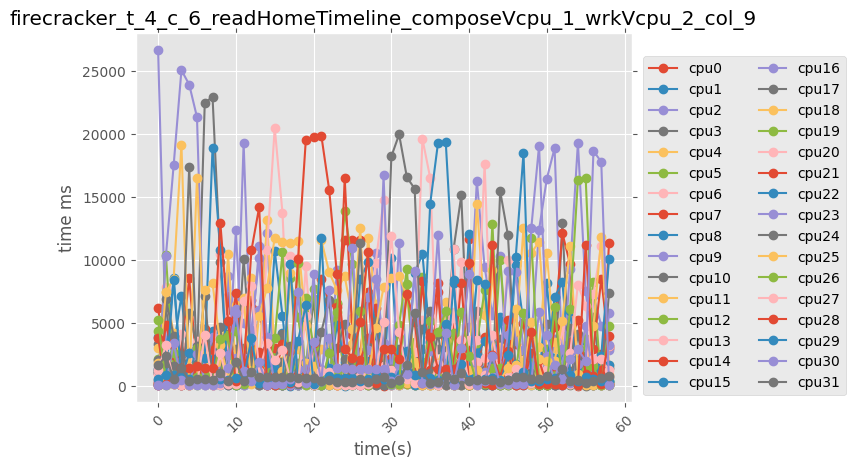 firecracker_t_4_c_6_readHomeTimeline_composeVcpu_1_wrkVcpu_2_col_9
time ms
25000
20000
15000
10000
5000
0
0
10
20
30
40
50
60
time(s)
cpu0
cpu1
cpu2
cpu3
cpu4
cpu5
cpu6
cpu7
cpu8
cpu9
cpu10
cpu11
cpu12
cpu13
cpu14
cpu15
cpu16
cpu17
cpu18
cpu19
cpu20
cpu21
cpu22
cpu23
cpu24
cpu25
cpu26
cpu27
cpu28
cpu29
cpu30
cpu31